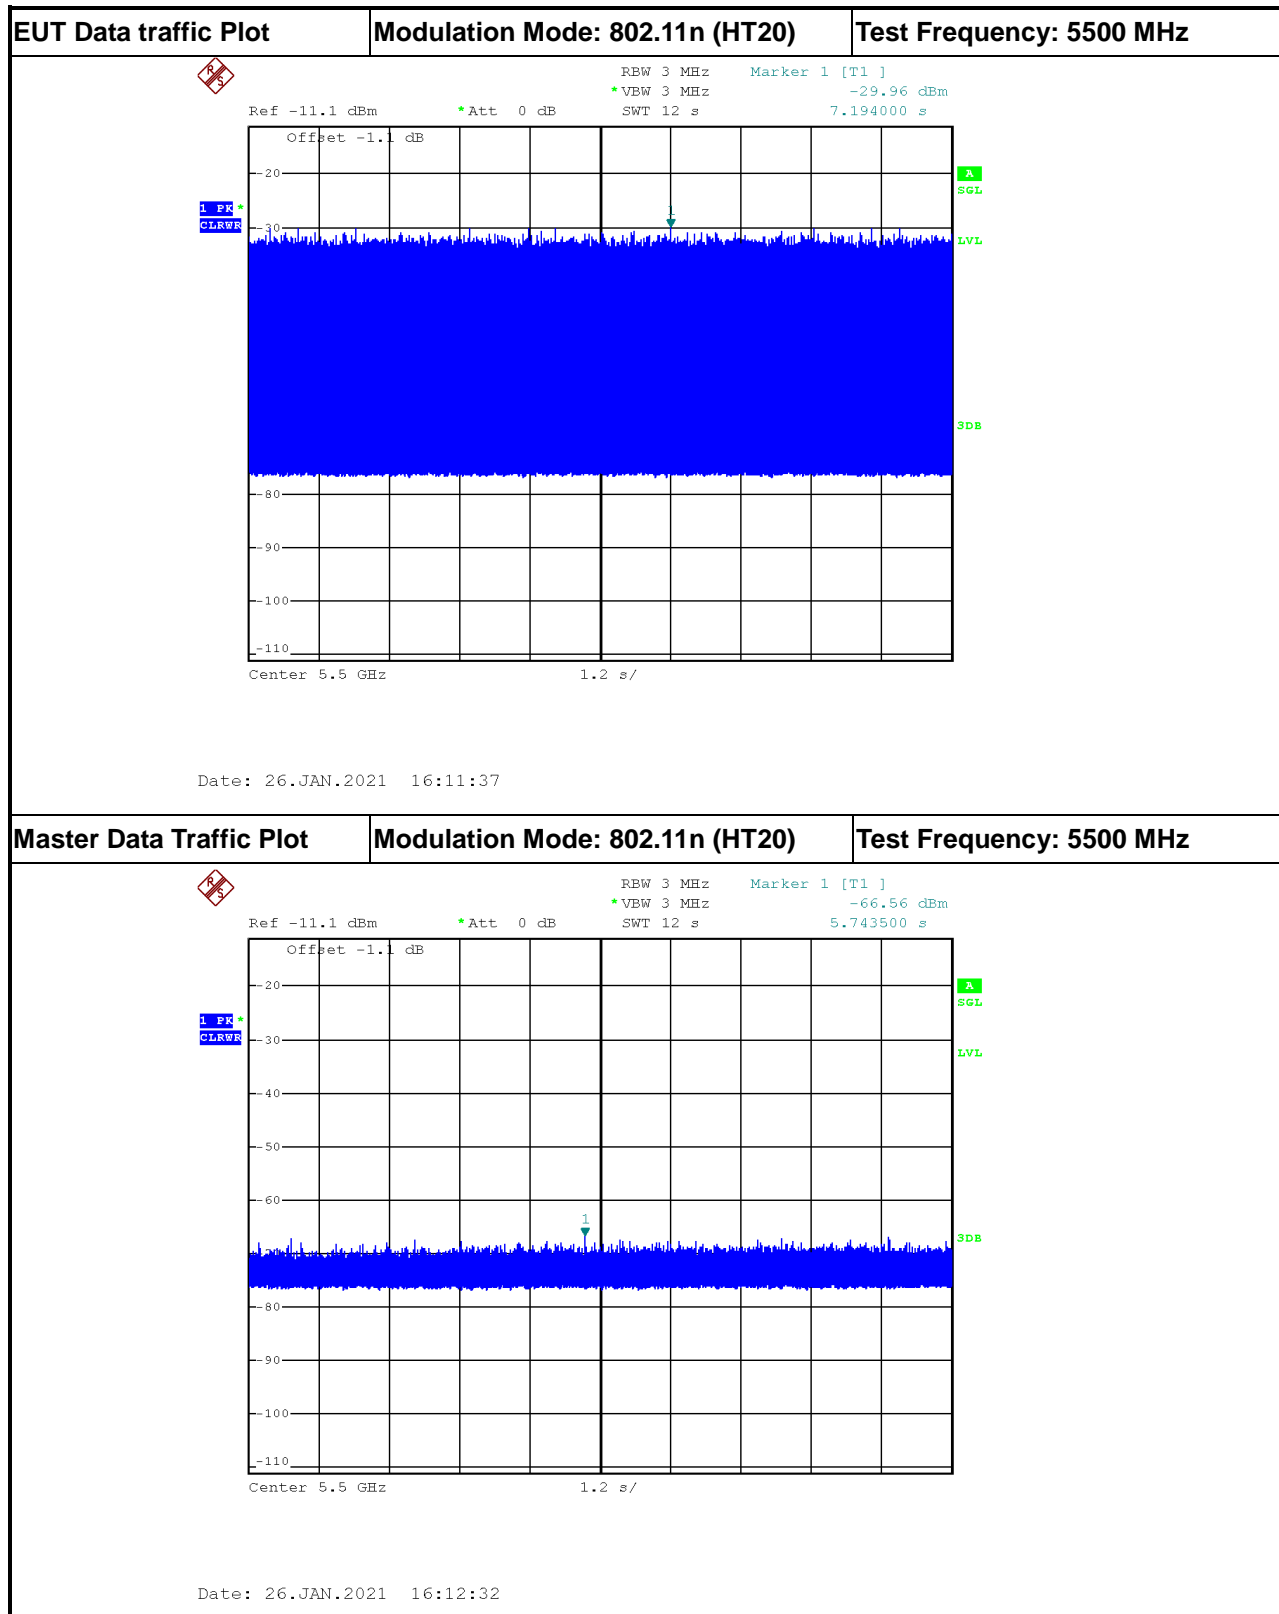 EUT Data traffic Plot Modulation Mode: 802.11n (HT20) Test Frequency: 5500 MHz
R S
RBW 3 MHz Marker 1 [T1 ]
*VBW 3 MHz -29.96 dBm
Ref -11.1 dBm *Att 0 dB SWT 12 s 7.194000 s
Offset -1.1 dB
-20
A
SGL
1 PK*
CLRWR
1
-30
LVL
3DB
-80
-90
-100
-110
Center 5.5 GHz 1.2 s/
Date: 26.JAN.2021 16:11:37
Master Data Traffic Plot Modulation Mode: 802.11n (HT20) Test Frequency: 5500 MHz
R S
RBW 3 MHz Marker 1 [T1 ]
*VBW 3 MHz -66.56 dBm
Ref -11.1 dBm *Att 0 dB SWT 12 s 5.743500 s
Offset -1.1 dB
-20
A
SGL
1 PK*
CLRWR
-30
LVL
-40
-50
-60
1
3DB
-80
-90
-100
-110
Center 5.5 GHz 1.2 s/
Date: 26.JAN.2021 16:12:32